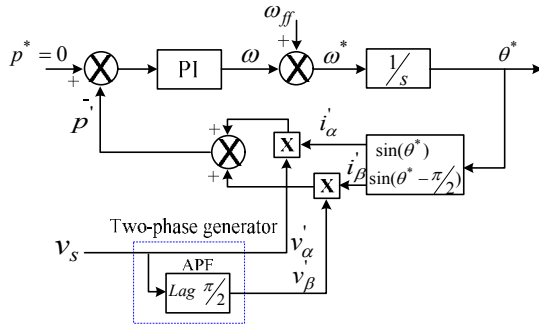 ω_ff
+
p* = 0
+
PI
ω
ω*
1/s
θ*
-
p'
+
+
X
X
i'_α
i'_β
sin(θ*)
sin(θ* - π/2)
Two-phase generator
v_s
v'_α
v'_β
APF
Lag π/2